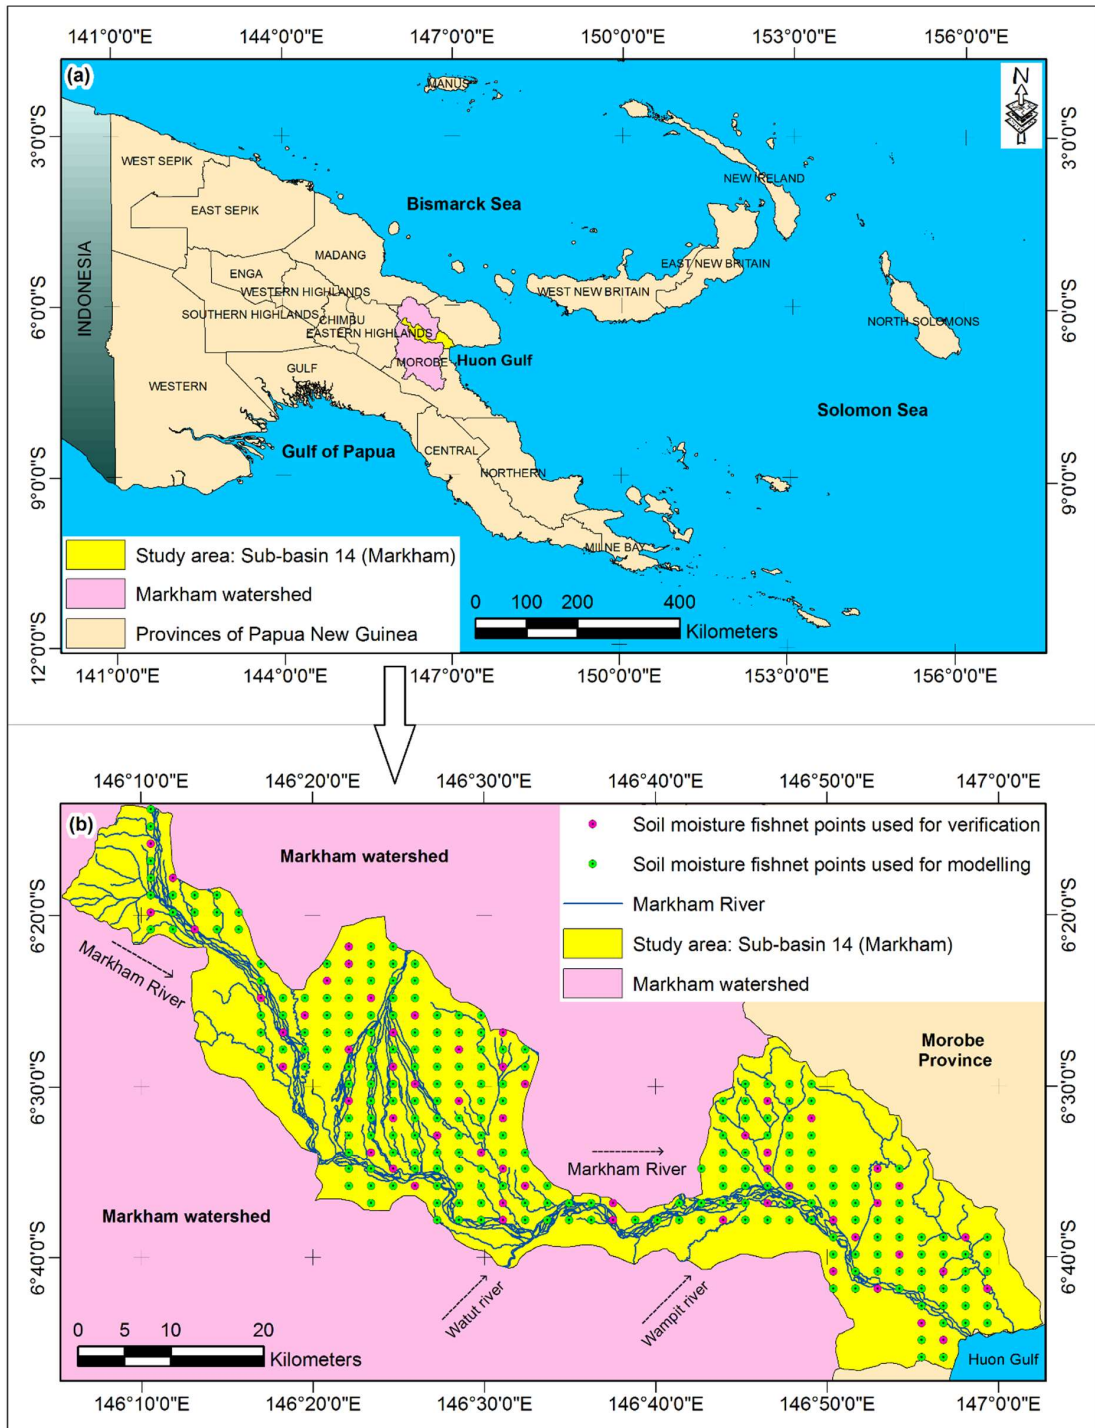 141°0'0"E 144°0'0"E 147°0'0"E 150°0'0"E 153°0'0"E 156°0'0"E
(a)
N
MANUS
3°0'0"S
3°0'0"S
WEST SEPIK
NEW IRELAND
EAST SEPIK
Bismarck Sea
INDONESIA
MADANG
EAST NEW BRITAIN
ENGA
WESTERN HIGHLANDS
WEST NEW BRITAIN
6°0'0"S
6°0'0"S
SOUTHERN HIGHLANDS
CHIMBU
NORTH SOLOMONS
EASTERN HIGHLANDS
MOROBE
Huon Gulf
GULF
WESTERN
Solomon Sea
Gulf of Papua
CENTRAL
NORTHERN
9°0'0"S
9°0'0"S
MILNE BAY
Study area: Sub-basin 14 (Markham)
Markham watershed
Provinces of Papua New Guinea
0 100 200 400
Kilometers
12°0'0"S
141°0'0"E 144°0'0"E 147°0'0"E 150°0'0"E 153°0'0"E 156°0'0"E
146°10'0"E 146°20'0"E 146°30'0"E 146°40'0"E 146°50'0"E 147°0'0"E
(b)
Soil moisture fishnet points used for verification
Soil moisture fishnet points used for modelling
Markham River
Study area: Sub-basin 14 (Markham)
Markham watershed
Markham watershed
6°20'0"S
6°20'0"S
Markham River
Morobe
Province
6°30'0"S
6°30'0"S
Markham River
Markham watershed
6°40'0"S
6°40'0"S
Watut river
Wampit river
0 5 10 20
Kilometers
Huon Gulf
146°10'0"E 146°20'0"E 146°30'0"E 146°40'0"E 146°50'0"E 147°0'0"E